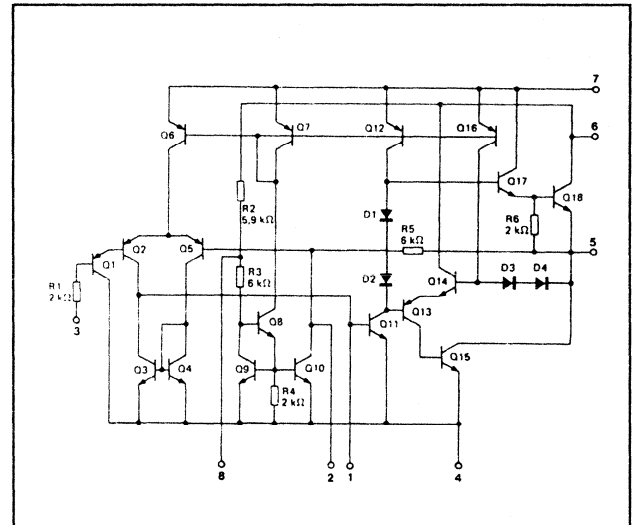 7
Q6
Q7
Q12
Q16
6
Q17
Q18
R2
5,9 kΩ
D1
R6
2 kΩ
R5
6 kΩ
5
Q2
Q5
Q1
R3
6 kΩ
D2
Q14
D3
D4
R1
2 kΩ
3
Q8
Q11
Q13
Q3
Q4
Q9
Q10
Q15
R4
2 kΩ
8
2
1
4